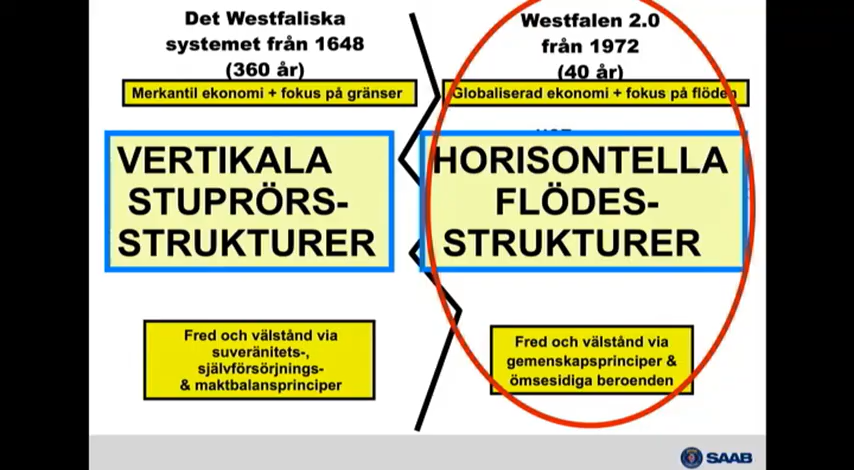 Det Westfaliska
systemet från 1648
(360 år)
Merkantil ekonomi + fokus på gränser
VERTIKALA
STUPRÖRS-
STRUKTURER
Fred och välstånd via
suveränitets-,
självförsörjnings-
& maktbalansprinciper
Westfalen 2.0
från 1972
(40 år)
Globaliserad ekonomi + fokus på flöden
HORISONTELLA
FLÖDES-
STRUKTURER
Fred och välstånd via
gemenskapsprinciper &
ömsesidiga beroenden
SAAB